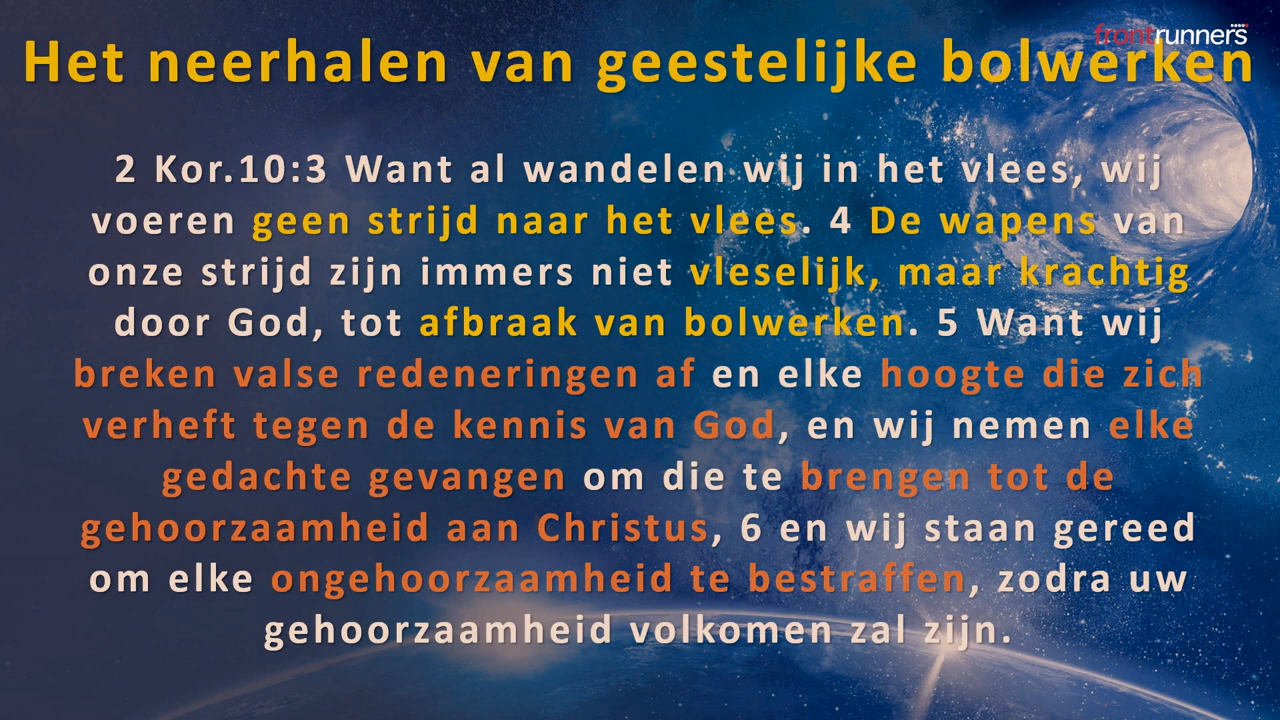 frontrunners
Het neerhalen van geestelijke bolwerken
2 Kor.10:3 Want al wandelen wij in het vlees, wij
voeren geen strijd naar het vlees. 4 De wapens van
onze strijd zijn immers niet vleselijk, maar krachtig
door God, tot afbraak van bolwerken. 5 Want wij
breken valse redeneringen af en elke hoogte die zich
verheft tegen de kennis van God, en wij nemen elke
gedachte gevangen om die te brengen tot de
gehoorzaamheid aan Christus, 6 en wij staan gereed
om elke ongehoorzaamheid te bestraffen, zodra uw
gehoorzaamheid volkomen zal zijn.